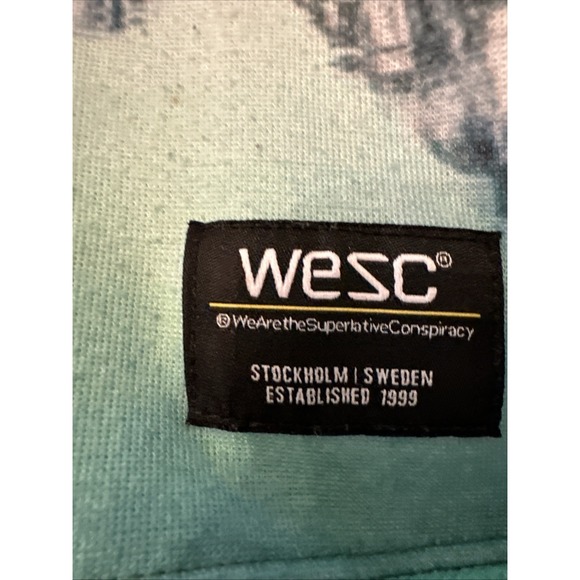 wesc®
®WeAretheSuperlativeConspiracy
STOCKHOLM | SWEDEN
ESTABLISHED 1999